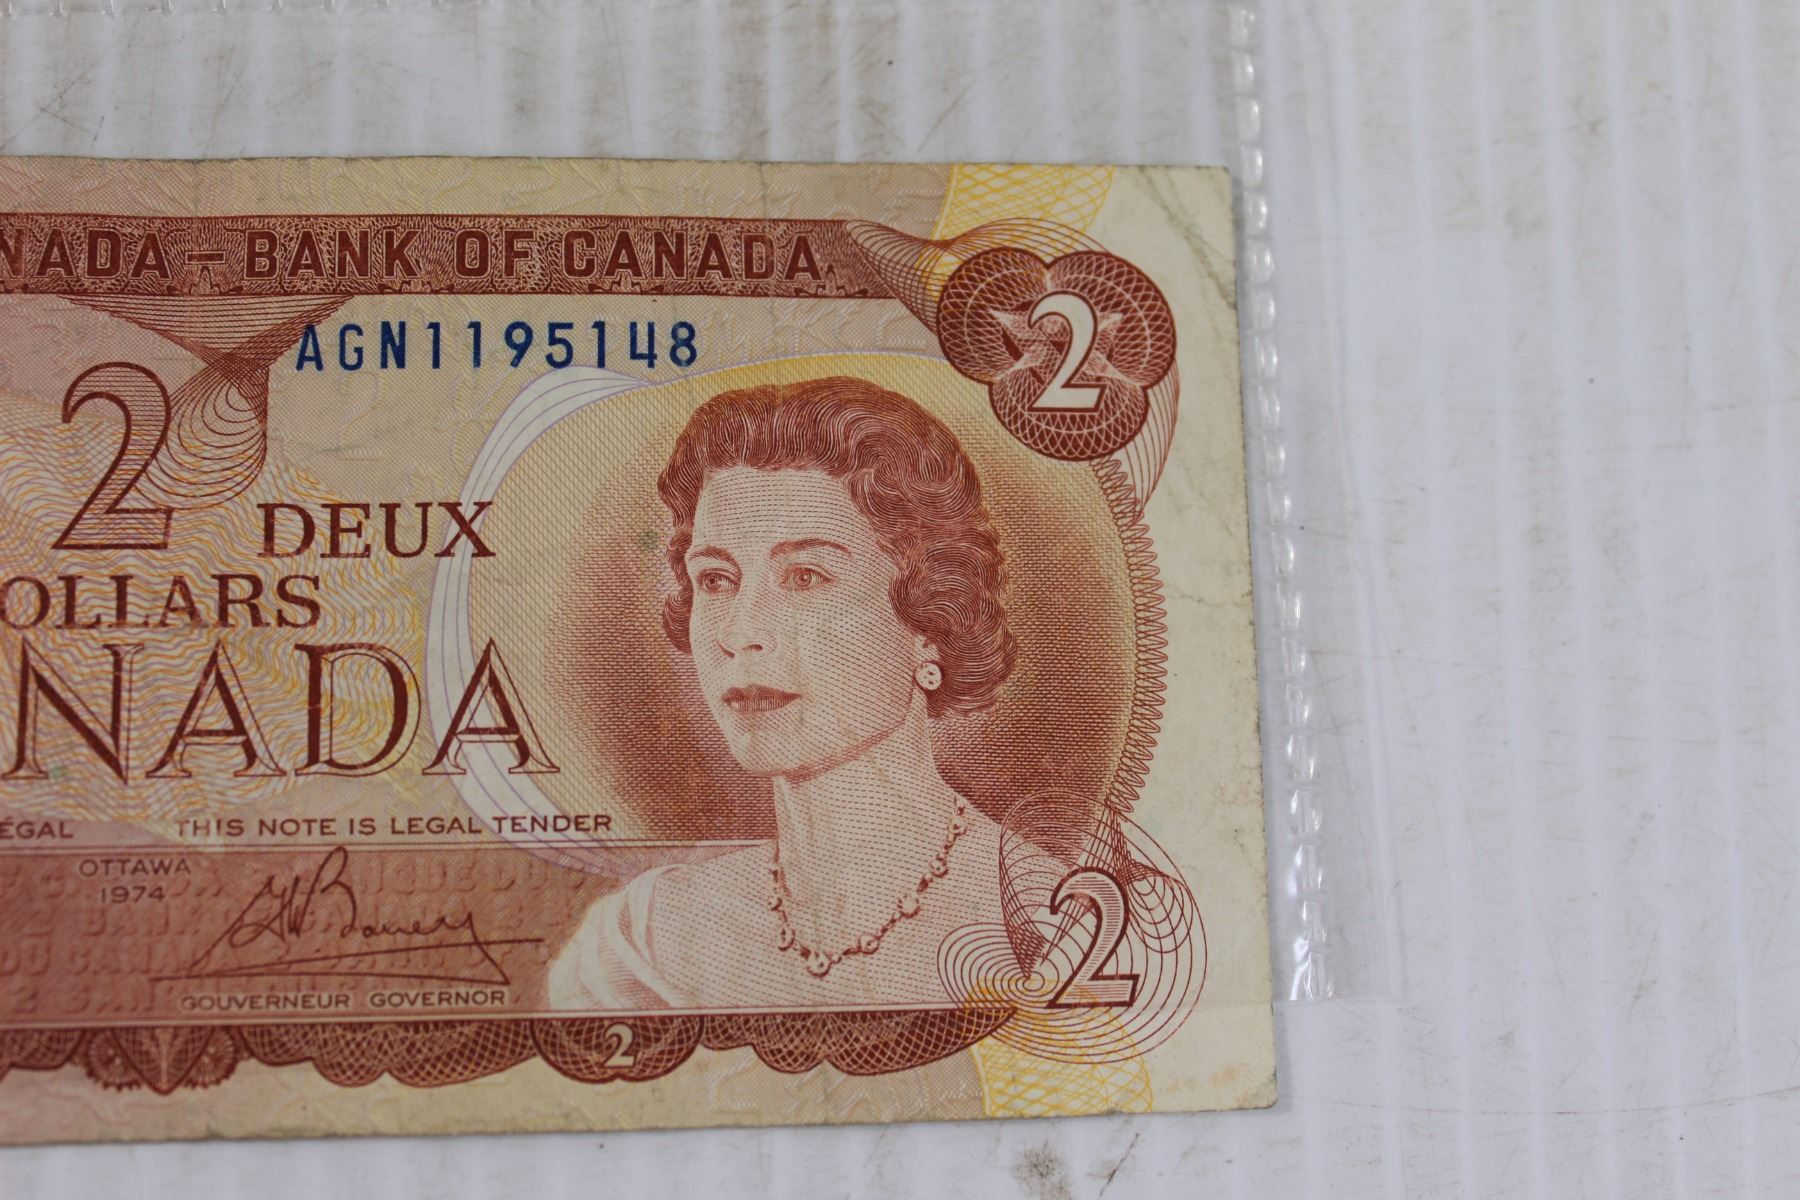 NADA — BANK OF CANADA
2
AGN1195148
2 DEUX
OLLARS
NADA
ÉGAL THIS NOTE IS LEGAL TENDER
OTTAWA
1974
GOUVERNEUR GOVERNOR
2
2